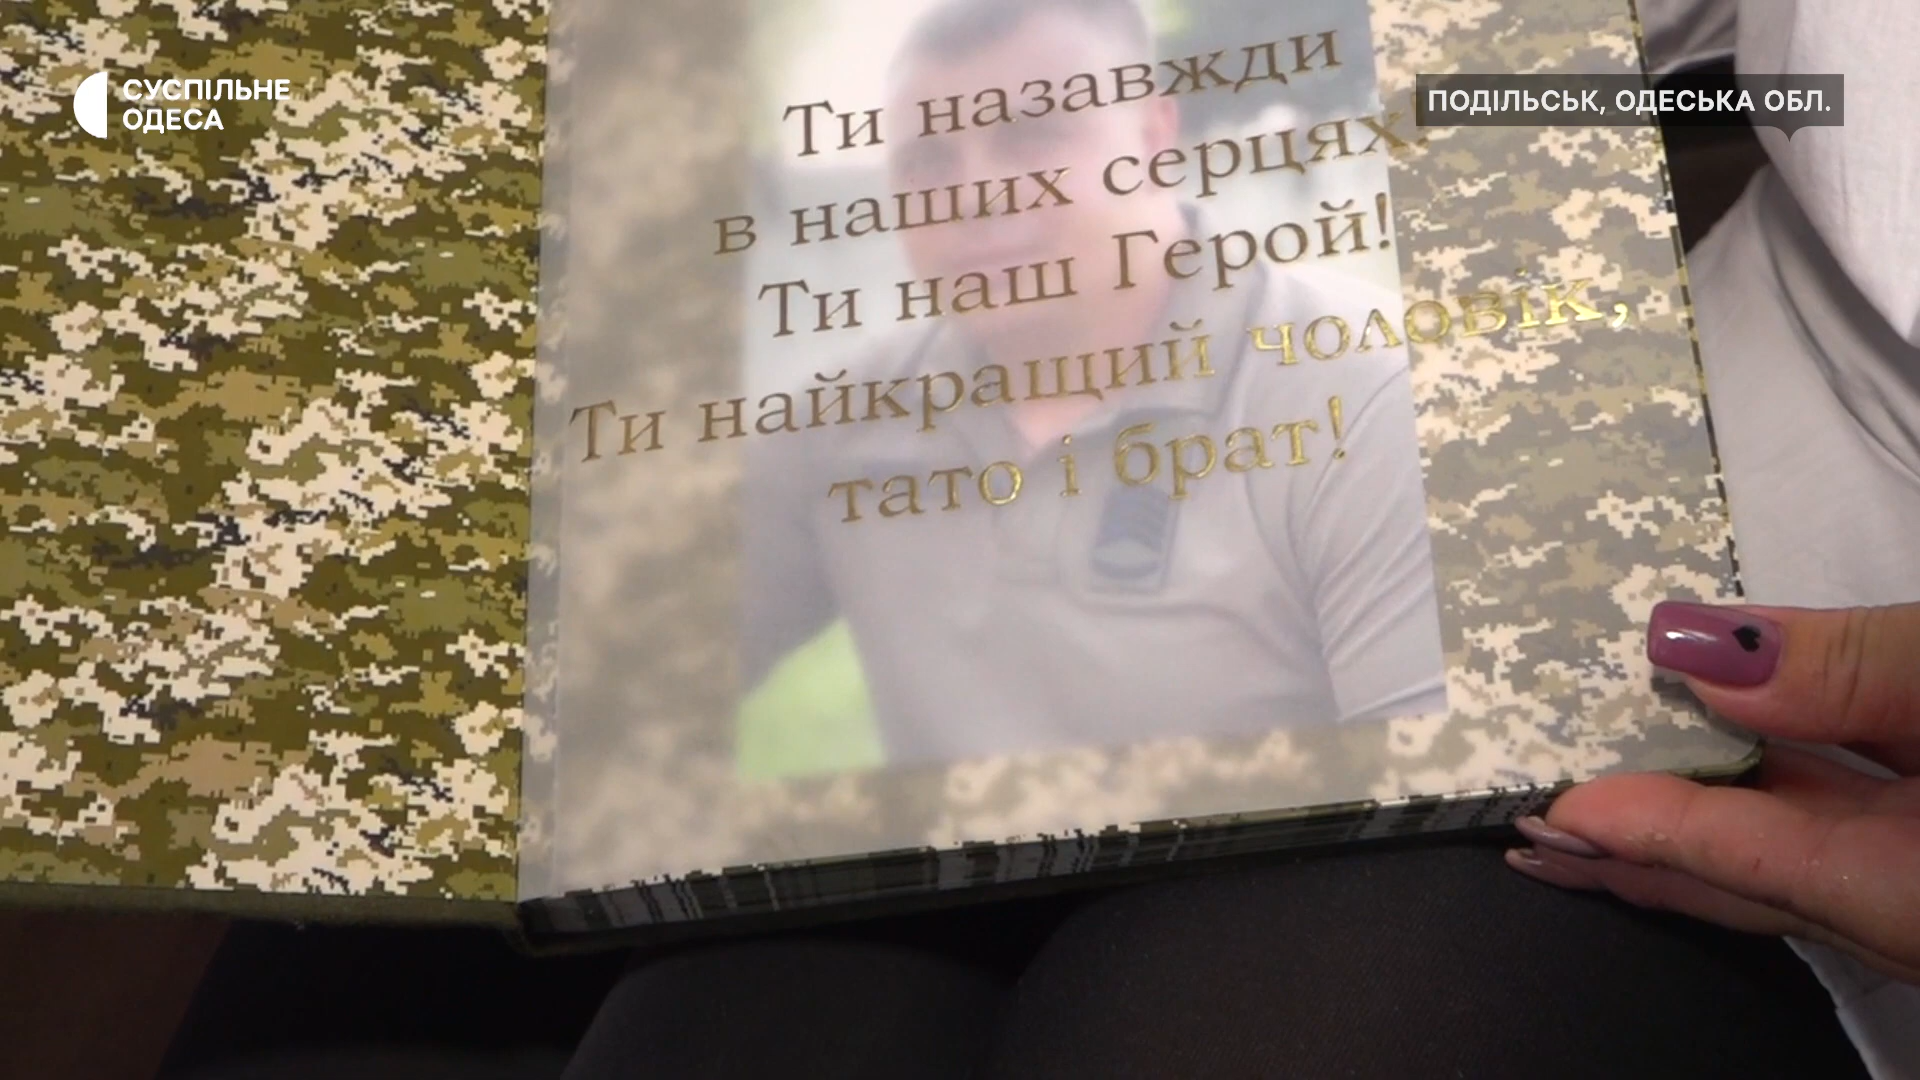 СУСПІЛЬНЕ
ОДЕСА
ПОДІЛЬСЬК, ОДЕСЬКА ОБЛ.
Ти назавжди
в наших серцях!
Ти наш Герой!
Ти найкращий чоловік,
тато і брат!